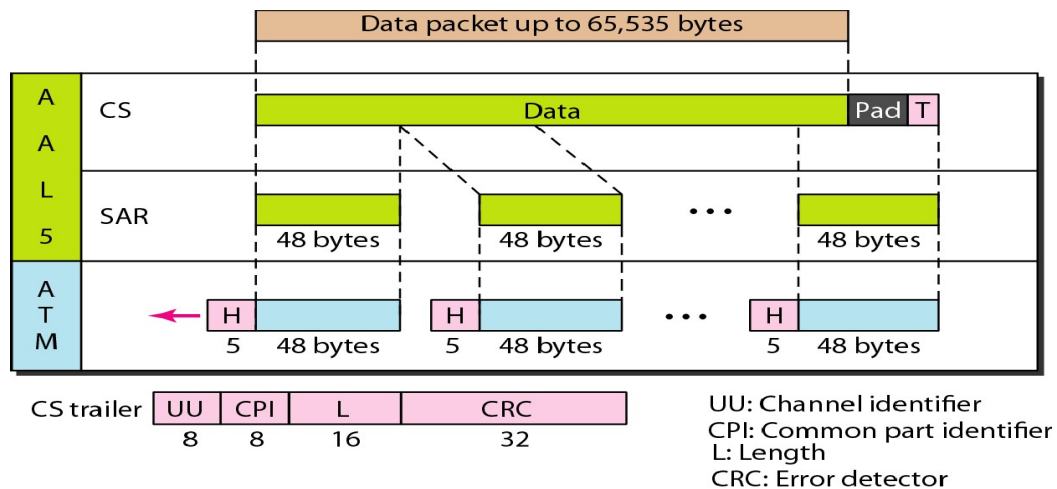 Data packet up to 65,535 bytes
A A L 5
CS
Data
Pad
T
SAR
48 bytes
48 bytes
48 bytes
A T M
H
H
H
5
48 bytes
5
48 bytes
5
48 bytes
CS trailer
UU
CPI
L
CRC
8
8
16
32
UU: Channel identifier
CPI: Common part identifier
L: Length
CRC: Error detector